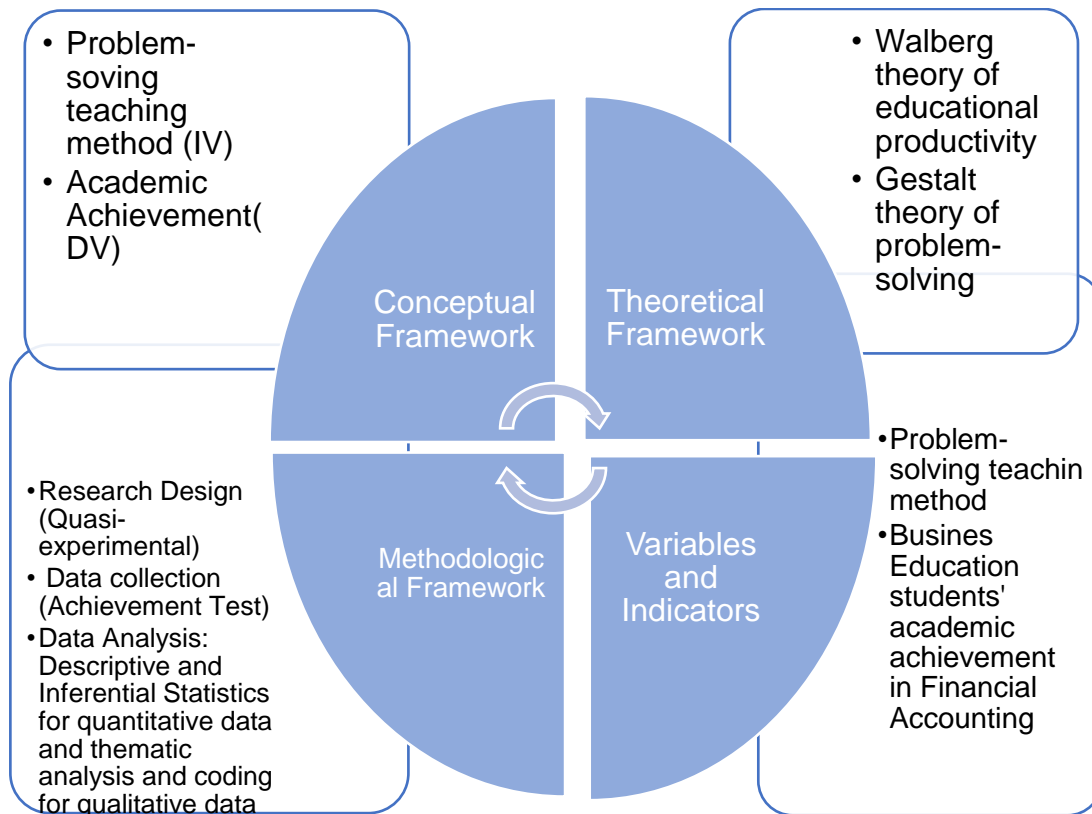 • Problem-
soving
teaching
method (IV)
• Academic
Achievement(
DV)
• Walberg
theory of
educational
productivity
• Gestalt
theory of
problem-
solving
Conceptual
Framework
Theoretical
Framework
Methodologic
al Framework
Variables
and
Indicators
•Research Design
(Quasi-
experimental)
• Data collection
(Achievement Test)
•Data Analysis:
Descriptive and
Inferential Statistics
for quantitative data
and thematic
analysis and coding
for qualitative data
•Problem-
solving teachin
method
•Busines
Education
students'
academic
achievement
in Financial
Accounting